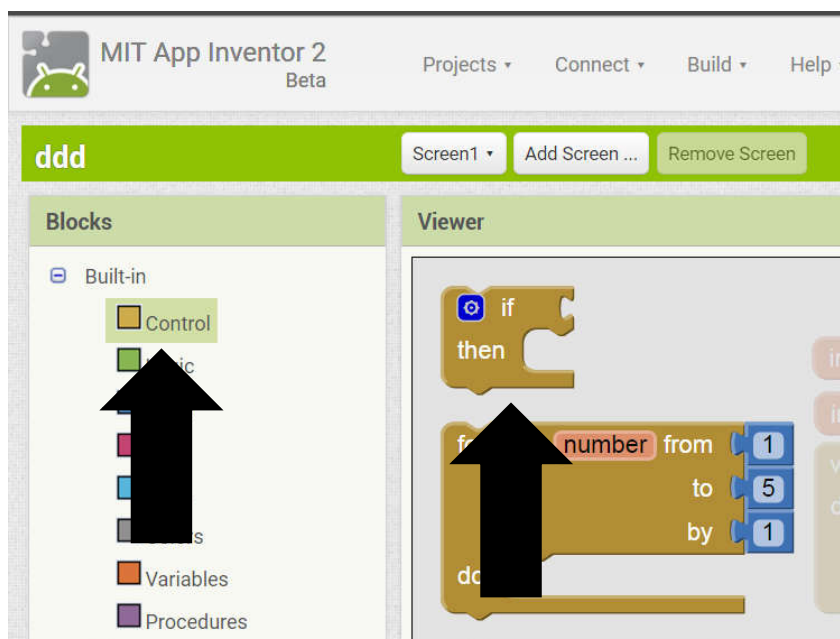 MIT App Inventor 2
Beta
Projects
Connect
Build
Help
ddd
Screen1
Add Screen ...
Remove Screen
Blocks
Viewer
Built-in
Control
if
then
number from 1
to 5
by 1
Variables
Procedures